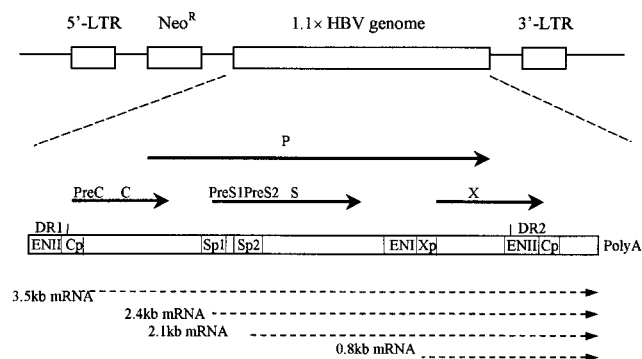 5'-LTR Neo^R 1.1× HBV genome 3'-LTR
P
PreC C PreS1PreS2 S X
DR1 DR2
ENII Cp Sp1 Sp2 ENI Xp ENII Cp PolyA
3.5kb mRNA
2.4kb mRNA
2.1kb mRNA
0.8kb mRNA